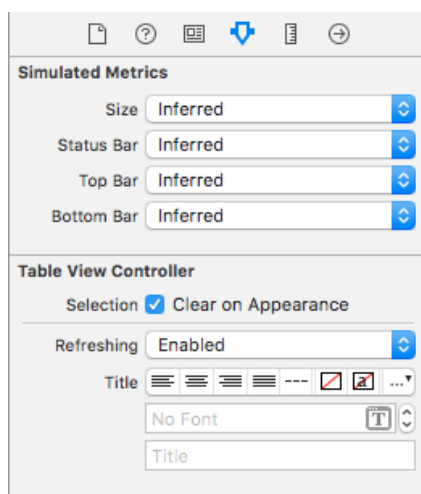 Simulated Metrics
Size Inferred
Status Bar Inferred
Top Bar Inferred
Bottom Bar Inferred
Table View Controller
Selection Clear on Appearance
Refreshing Enabled
Title a ...
No Font T
Title